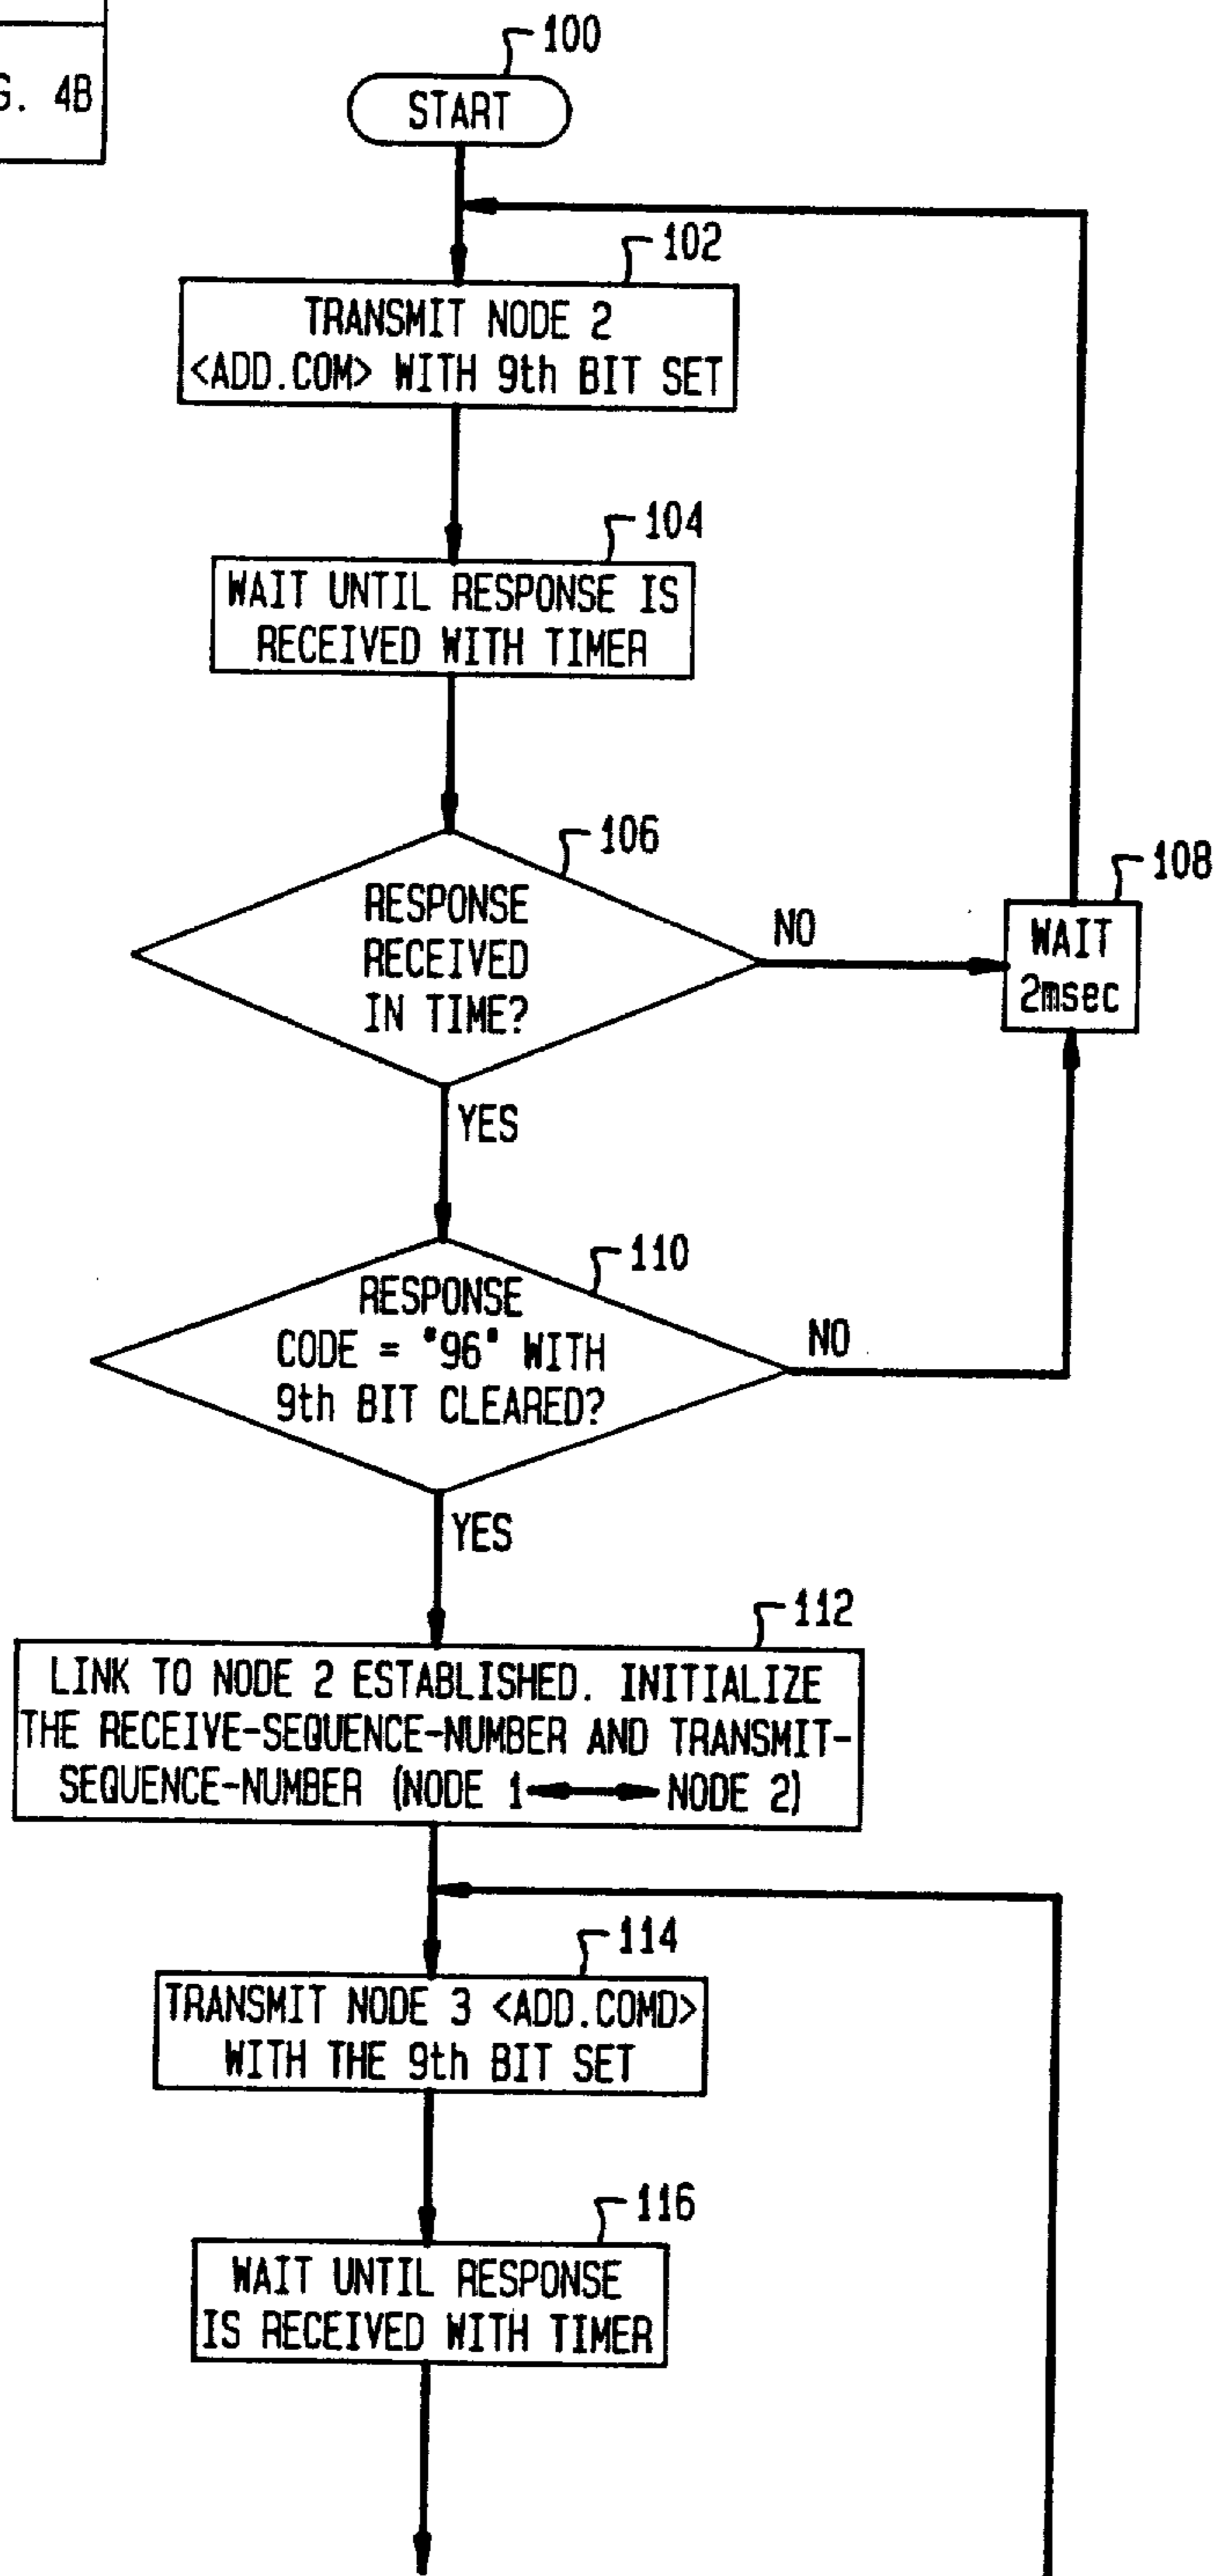 100
START
4B
102
TRANSMIT NODE 2
<ADD.COM> WITH 9th BIT SET
104
WAIT UNTIL RESPONSE IS
RECEIVED WITH TIMER
106
RESPONSE
RECEIVED
IN TIME?
NO
108
WAIT
2msec
YES
110
RESPONSE
CODE = "96" WITH
9th BIT CLEARED?
NO
YES
112
LINK TO NODE 2 ESTABLISHED. INITIALIZE
THE RECEIVE-SEQUENCE-NUMBER AND TRANSMIT-
SEQUENCE-NUMBER (NODE 1 NODE 2)
114
TRANSMIT NODE 3 <ADD.COMD>
WITH THE 9th BIT SET
116
WAIT UNTIL RESPONSE
IS RECEIVED WITH TIMER